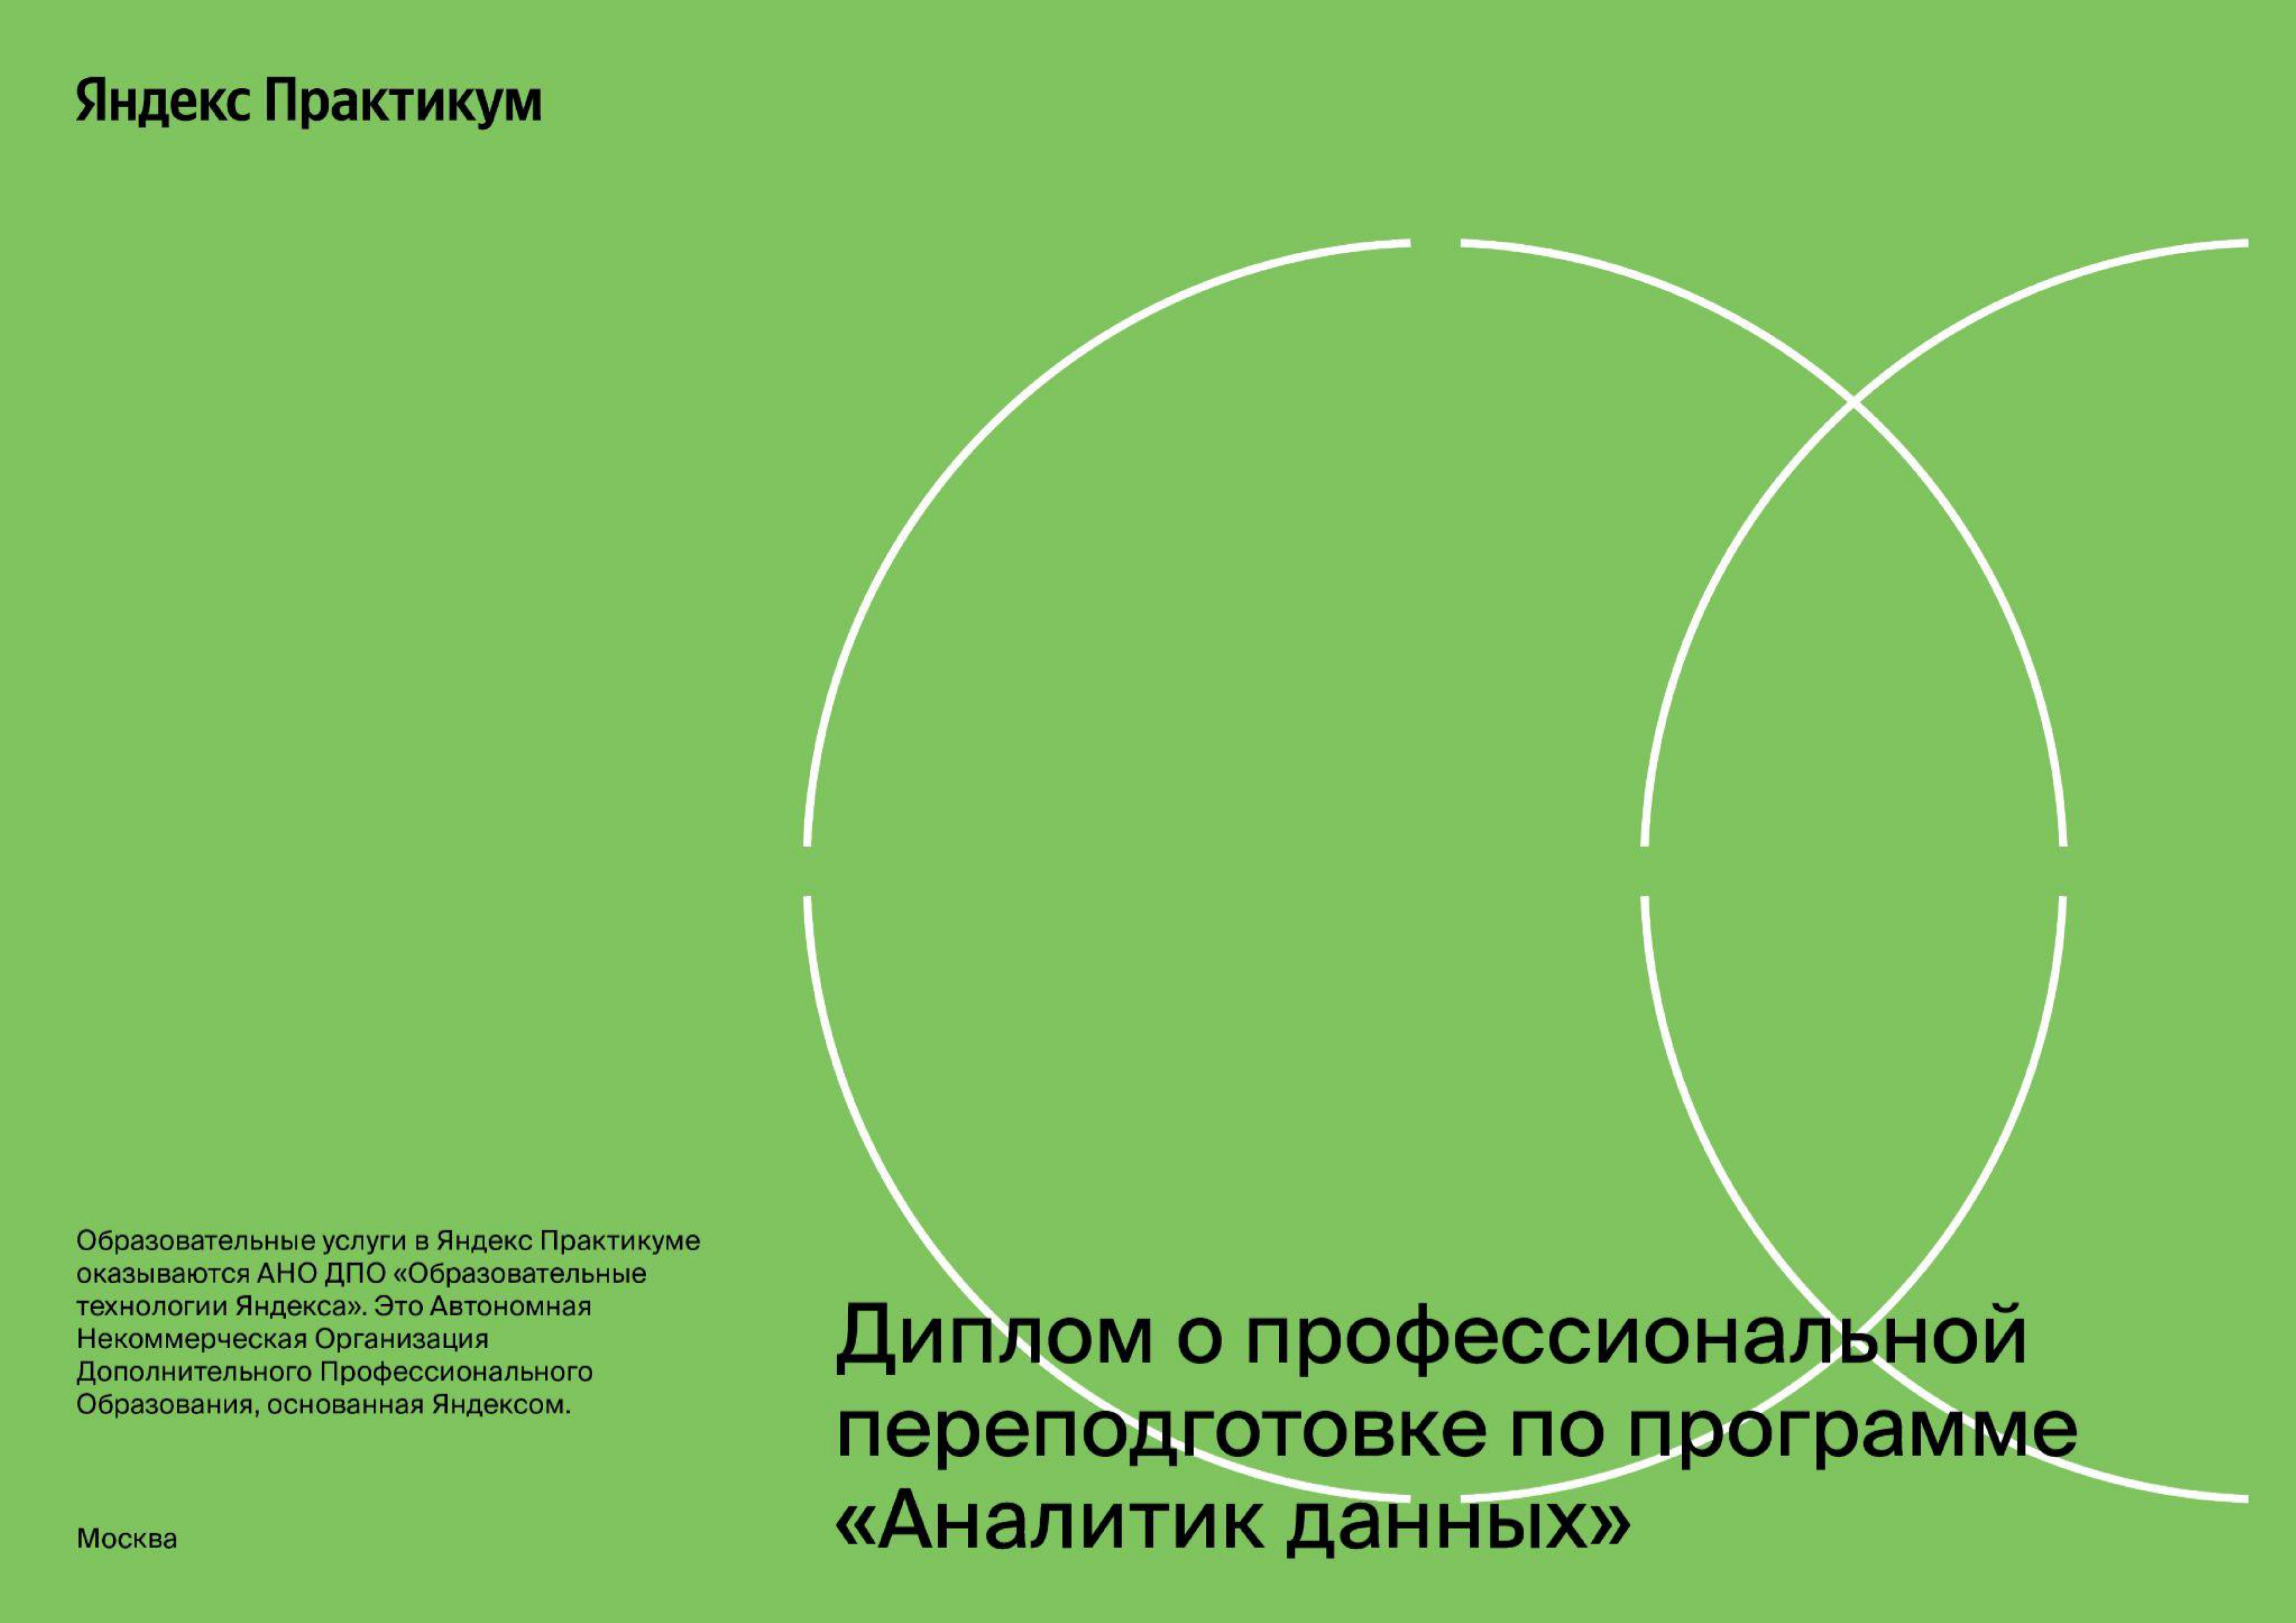 Яндекс Практикум
Образовательные услуги в Яндекс Практикуме
оказываются АНО ДПО «Образовательные
технологии Яндекса». Это Автономная
Некоммерческая Организация
Дополнительного Профессионального
Образования, основанная Яндексом.
Москва
Диплом о профессиональной
переподготовке по программе
«Аналитик данных»